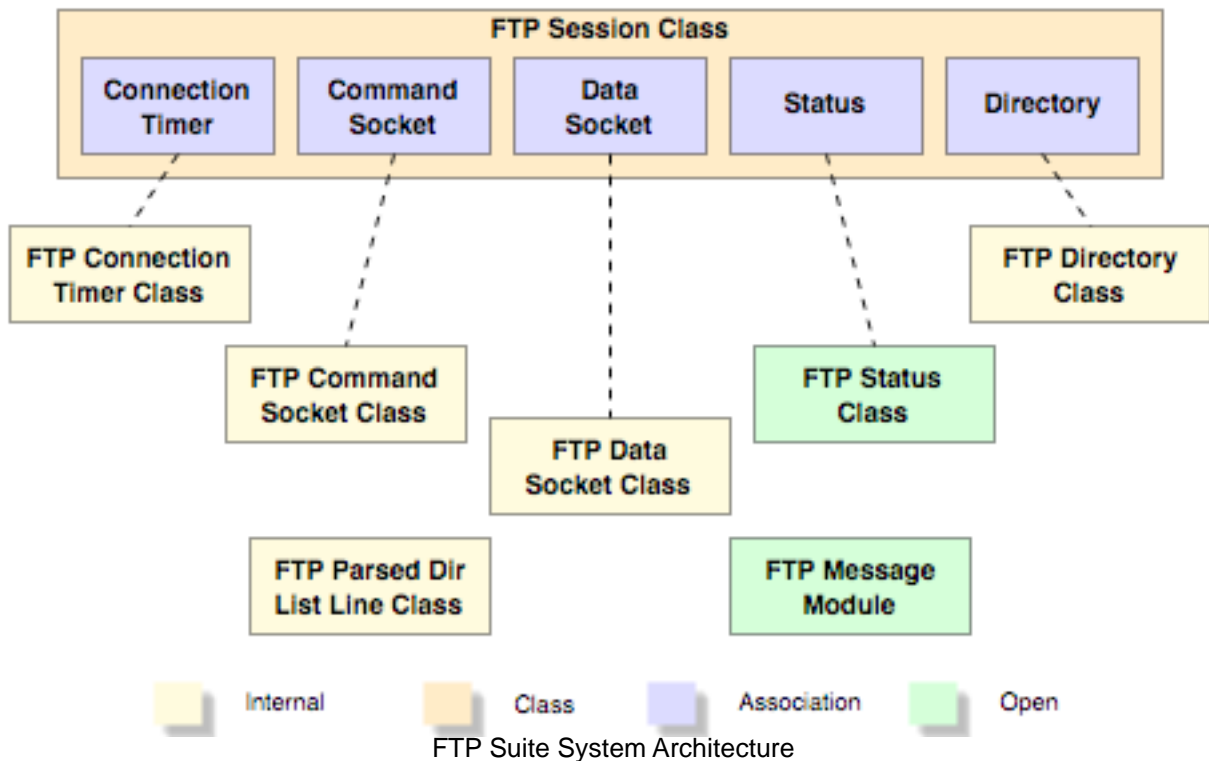 FTP Session Class
Connection
Timer
Command
Socket
Data
Socket
Status
Directory
FTP Connection
Timer Class
FTP Directory
Class
FTP Command
Socket Class
FTP Status
Class
FTP Data
Socket Class
FTP Parsed Dir
List Line Class
FTP Message
Module
Internal
Class
Association
Open
FTP Suite System Architecture